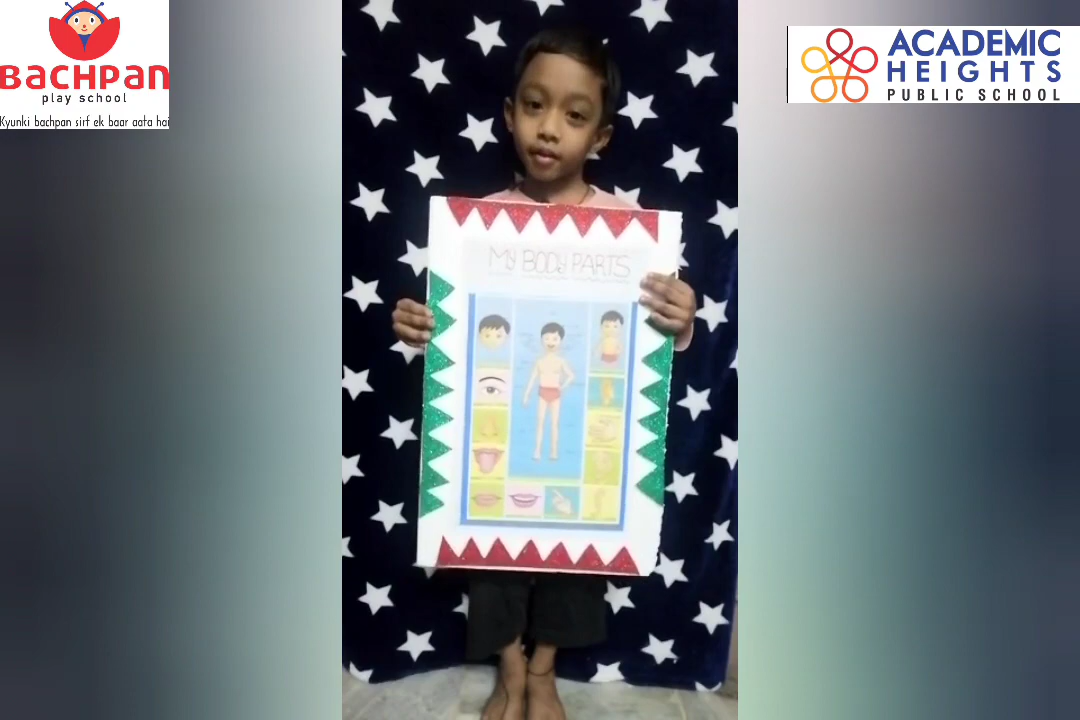 BACHPAN
play school
Kyunki bachpan sirf ek baar aata hai
ACADEMIC
HEIGHTS
PUBLIC SCHOOL
My BODy PARTS